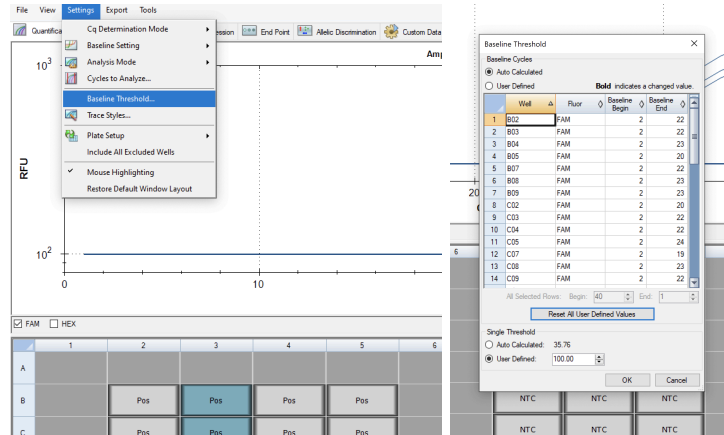 File View Settings Export Tools
Quantifica
Cq Determination Mode
ession
End Point
Allelic Discrimination
Custom Data
Baseline Setting
Analysis Mode
Cycles to Analyze...
Baseline Threshold...
Trace Styles...
Plate Setup
Include All Excluded Wells
Mouse Highlighting
Restore Default Window Layout
Amp
10³
RFU
10²
0 10
FAM HEX
1 2 3 4 5 6
A
B Pos Pos Pos Pos
C Pos Pos Pos Pos
Baseline Threshold
Baseline Cycles
Auto Calculated
User Defined Bold indicates a changed value.
Well Fluor Baseline Begin Baseline End
1 B02 FAM 2 22
2 B03 FAM 2 22
3 B04 FAM 2 23
4 B05 FAM 2 20
5 B07 FAM 2 22
6 B08 FAM 2 23
7 B09 FAM 2 23
8 C02 FAM 2 20
9 C03 FAM 2 22
10 C04 FAM 2 22
11 C05 FAM 2 24
12 C07 FAM 2 19
13 C08 FAM 2 23
14 C09 FAM 2 22
All Selected Rows: Begin: 40 End: 1
Reset All User Defined Values
Single Threshold
Auto Calculated: 35.76
User Defined: 100.00
OK Cancel
20
6
NTC NTC NTC
NTC NTC NTC